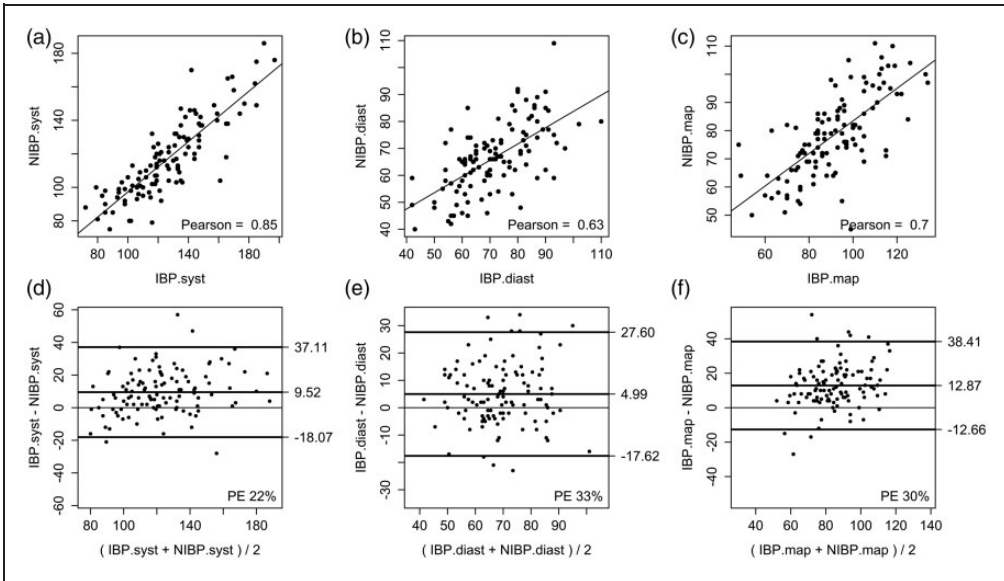 (a)
NIBP.syst
80 100 140 180
Pearson = 0.85
80 100 140 180
IBP.syst
(b)
NIBP.diast
40 50 60 70 80 90 110
Pearson = 0.63
40 50 60 70 80 90 110
IBP.diast
(c)
NIBP.map
50 60 70 80 90 110
Pearson = 0.7
40 60 80 100 120
IBP.map
(d)
IBP.syst - NIBP.syst
-60 -40 -20 0 20 40 60
37.11
9.52
-18.07
PE 22%
80 100 140 180
( IBP.syst + NIBP.syst ) / 2
(e)
IBP.diast - NIBP.diast
-30 -10 0 10 20 30
27.60
4.99
-17.62
PE 33%
40 50 60 70 80 90
( IBP.diast + NIBP.diast ) / 2
(f)
IBP.map - NIBP.map
-40 -20 0 20 40
38.41
12.87
-12.66
PE 30%
40 60 80 100 120 140
( IBP.map + NIBP.map ) / 2